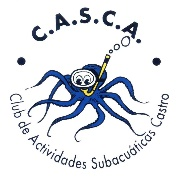 C.A.S.C.A.
Club de Actividades Subacuáticas Castro